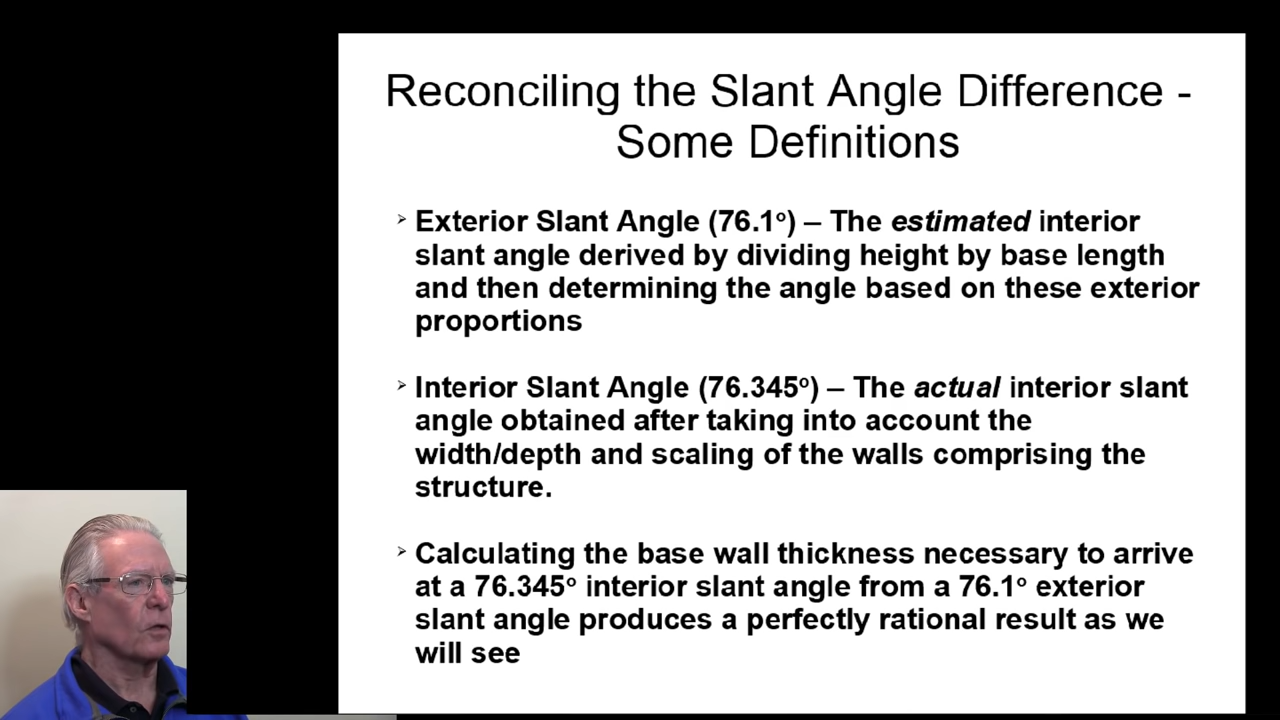 Reconciling the Slant Angle Difference -
Some Definitions
➢ Exterior Slant Angle (76.1º) – The estimated interior
slant angle derived by dividing height by base length
and then determining the angle based on these exterior
proportions
➢ Interior Slant Angle (76.345º) – The actual interior slant
angle obtained after taking into account the
width/depth and scaling of the walls comprising the
structure.
➢ Calculating the base wall thickness necessary to arrive
at a 76.345º interior slant angle from a 76.1º exterior
slant angle produces a perfectly rational result as we
will see